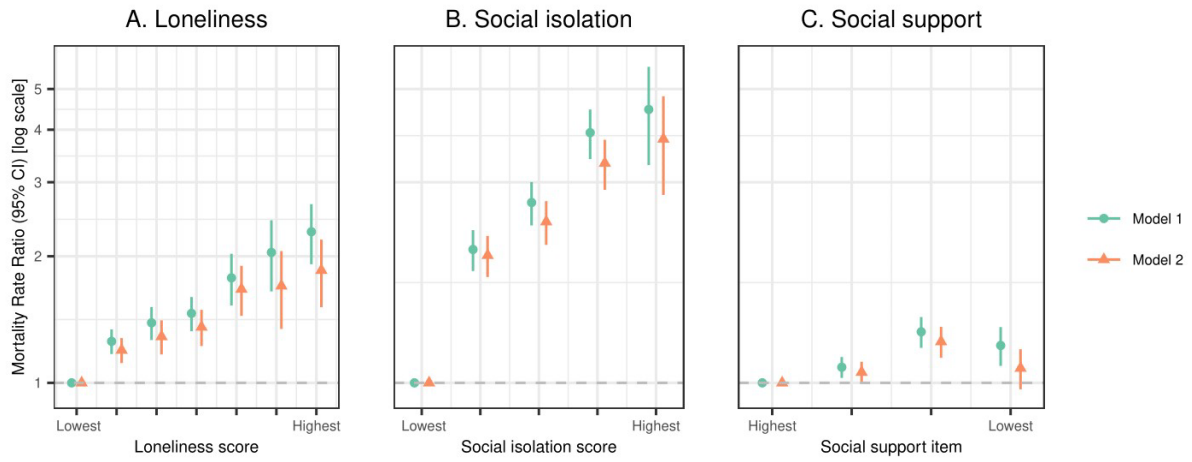 A. Loneliness
B. Social isolation
C. Social support
Mortality Rate Ratio (95% CI) [log scale]
5
4
3
2
1
Lowest
Highest
Lowest
Highest
Highest
Lowest
Loneliness score
Social isolation score
Social support item
Model 1
Model 2